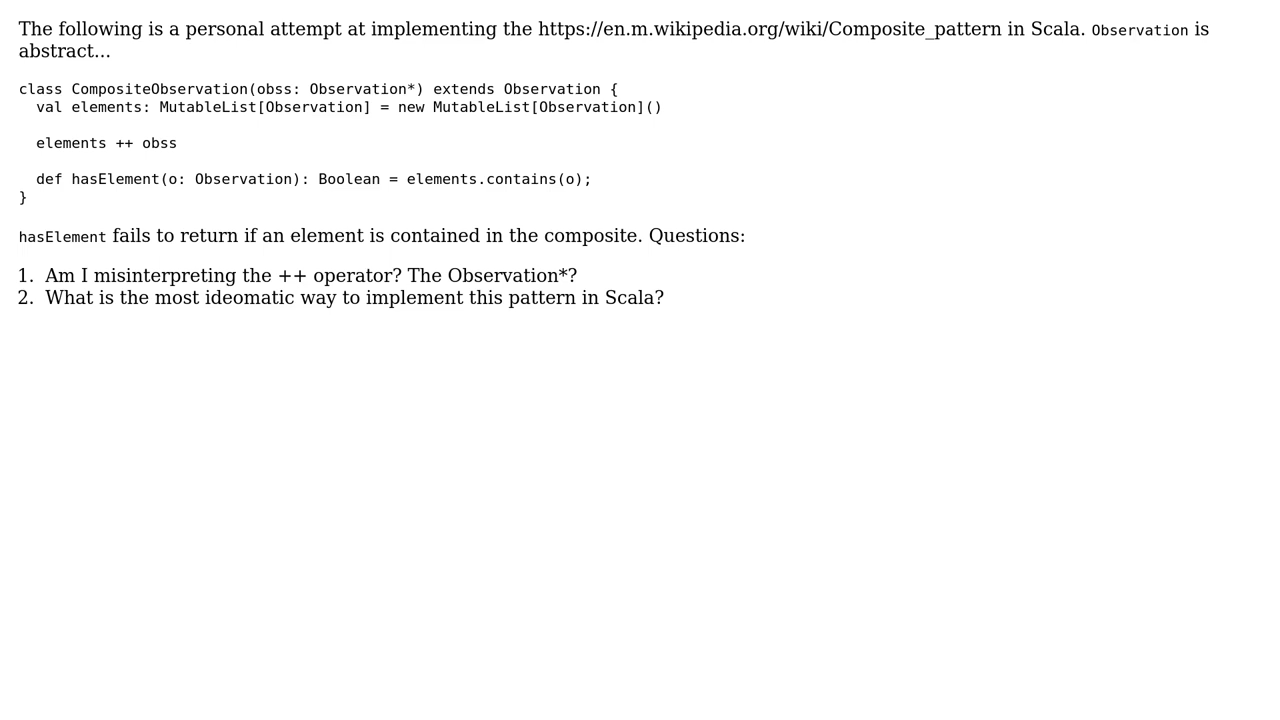 The following is a personal attempt at implementing the https://en.m.wikipedia.org/wiki/Composite_pattern in Scala. Observation is
abstract...
class CompositeObservation(obss: Observation*) extends Observation {
  val elements: MutableList[Observation] = new MutableList[Observation]()
  elements ++ obss
  def hasElement(o: Observation): Boolean = elements.contains(o);
}
hasElement fails to return if an element is contained in the composite. Questions:
1. Am I misinterpreting the ++ operator? The Observation*?
2. What is the most ideomatic way to implement this pattern in Scala?